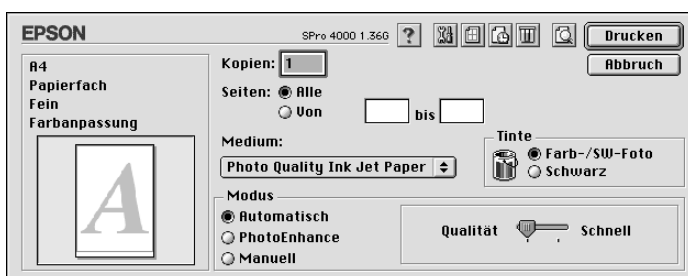 EPSON
SPro 4000 1.36G
?
Drucken
Abbruch
A4
Papierfach
Fein
Farbanpassung
A
Kopien: 1
Seiten: Alle
Von bis
Medium:
Photo Quality Ink Jet Paper
Tinte
Farb-/SW-Foto
Schwarz
Modus
Automatisch
PhotoEnhance
Manuell
Qualität Schnell